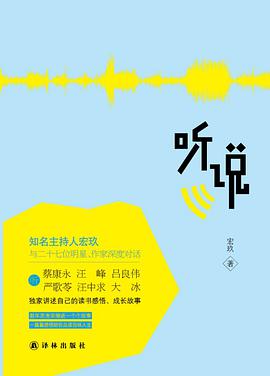 听说
宏玖
著
知名主持人宏玖
与二十七位明星、作家深度对话
听
蔡康永 汪峰 吕良伟
严歌苓 汪中求 大冰
独家讲述自己的读书感悟、成长故事
译林出版社